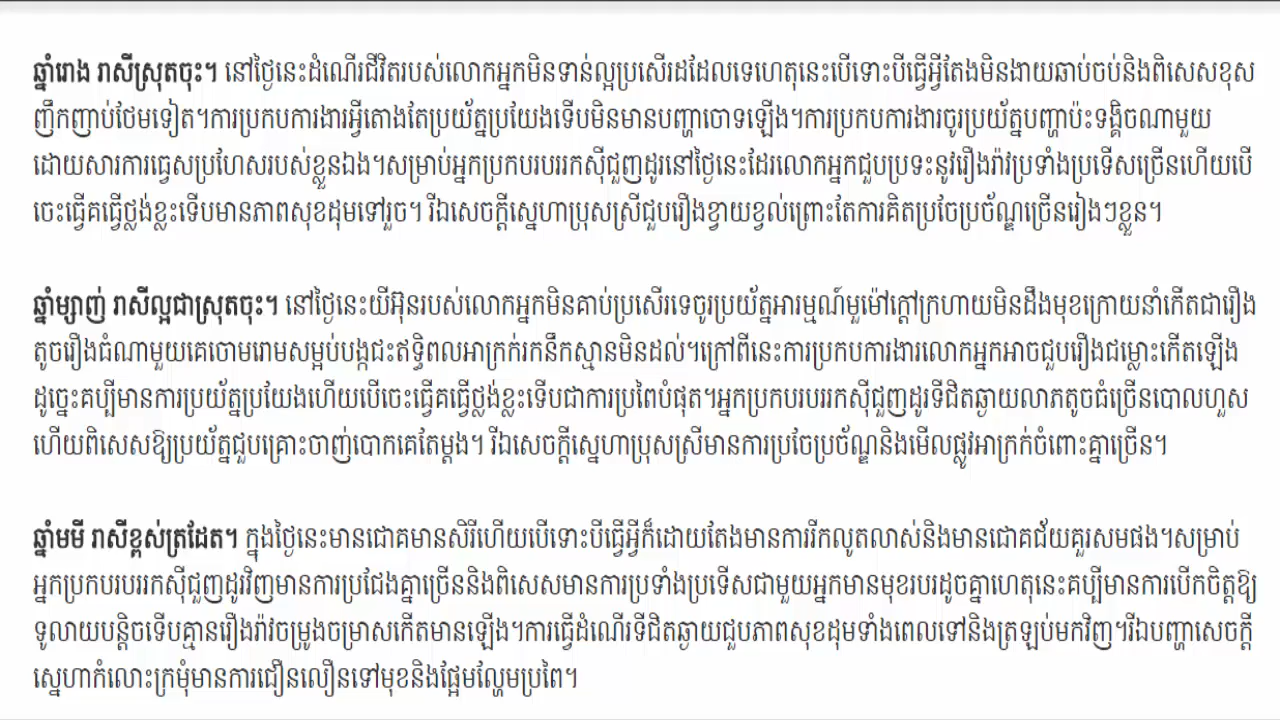 ឆ្នាំរោង រាសីស្រុតចុះ។ នៅថ្ងៃនេះដំណើរជីវិតរបស់លោកអ្នកមិនទាន់ល្អប្រសើរដដែលទេហេតុនេះបើទោះបីធ្វើអ្វីតែងមិនងាយឆាប់ចប់និងពិសេសខុស
ញឹកញាប់ថែមទៀត។ការប្រកបការងារអ្វីតោងតែប្រយ័ត្នប្រយែងទើបមិនមានបញ្ហាចោទឡើង។ការប្រកបការងារចូរប្រយ័ត្នបញ្ហាប៉ះទង្គិចណាមួយ
ដោយសារការធ្វេសប្រហែសរបស់ខ្លួនឯង។សម្រាប់អ្នកប្រកបរបររកស៊ីជួញដូរនៅថ្ងៃនេះដែរលោកអ្នកជួបប្រទះនូវរឿងរ៉ាវប្រទាំងប្រទើសច្រើនហើយបើ
ចេះធ្វើគធ្វើថ្លង់ខ្លះទើបមានភាពសុខដុមទៅរួច។ រីឯសេចក្ដីស្នេហាប្រុសស្រីជួបរឿងខ្វាយខ្វល់ព្រោះតែការគិតប្រចែប្រច័ណ្ឌច្រើនរៀងៗខ្លួន។
ឆ្នាំម្សាញ់ រាសីល្អជាស្រុតចុះ។ នៅថ្ងៃនេះយីអ៊ុនរបស់លោកអ្នកមិនគាប់ប្រសើរទេចូរប្រយ័ត្នអារម្មណ៍មួម៉ៅក្ដៅក្រហាយមិនដឹងមុខក្រោយនាំកើតជារឿង
តូចរឿងធំណាមួយគេចោមរោមសម្អប់បង្កជះឥទ្ធិពលអាក្រក់រកនឹកស្មានមិនដល់។ក្រៅពីនេះការប្រកបការងារលោកអ្នកអាចជួបរឿងជម្លោះកើតឡើង
ដូច្នេះគប្បីមានការប្រយ័ត្នប្រយែងហើយបើចេះធ្វើគធ្វើថ្លង់ខ្លះទើបជាការប្រពៃបំផុត។អ្នកប្រកបរបររកស៊ីជួញដូរទីជិតឆ្ងាយលាភតូចធំច្រើនបោលហួស
ហើយពិសេសឱ្យប្រយ័ត្នជួបគ្រោះចាញ់បោកគេតែម្ដង។ រីឯសេចក្ដីស្នេហាប្រុសស្រីមានការប្រចែប្រច័ណ្ឌនិងមើលផ្លូវអាក្រក់ចំពោះគ្នាច្រើន។
ឆ្នាំមមី រាសីខ្ពស់ត្រដែត។ ក្នុងថ្ងៃនេះមានជោគមានសិរីហើយបើទោះបីធ្វើអ្វីក៏ដោយតែងមានការរីកលូតលាស់និងមានជោគជ័យគួរសមផង។សម្រាប់
អ្នកប្រកបរបររកស៊ីជួញដូរវិញមានការប្រជែងគ្នាច្រើននិងពិសេសមានការប្រទាំងប្រទើសជាមួយអ្នកមានមុខរបរដូចគ្នាហេតុនេះគប្បីមានការបើកចិត្តឱ្យ
ទូលាយបន្តិចទើបគ្មានរឿងរ៉ាវចម្រូងចម្រាសកើតមានឡើង។ការធ្វើដំណើរទីជិតឆ្ងាយជួបភាពសុខដុមទាំងពេលទៅនិងត្រឡប់មកវិញ។រីឯបញ្ហាសេចក្ដី
ស្នេហាកំលោះក្រមុំមានការជឿនលឿនទៅមុខនិងផ្អែមល្ហែមប្រពៃ។